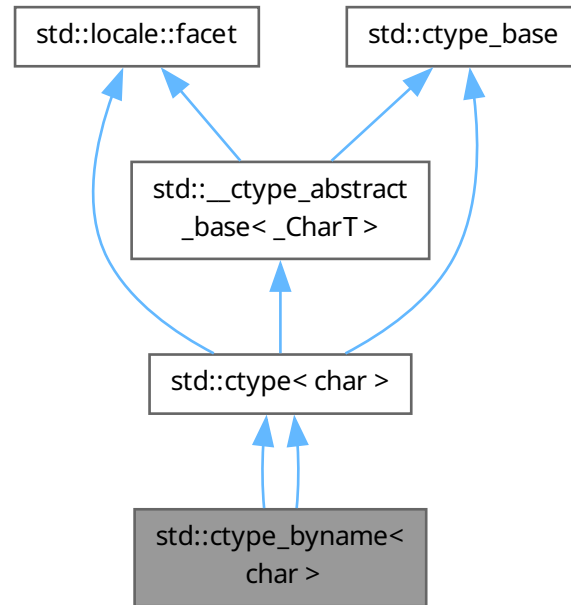 std::locale::facet
std::ctype_base
std::__ctype_abstract
_base< _CharT >
std::ctype< char >
std::ctype_byname<
char >